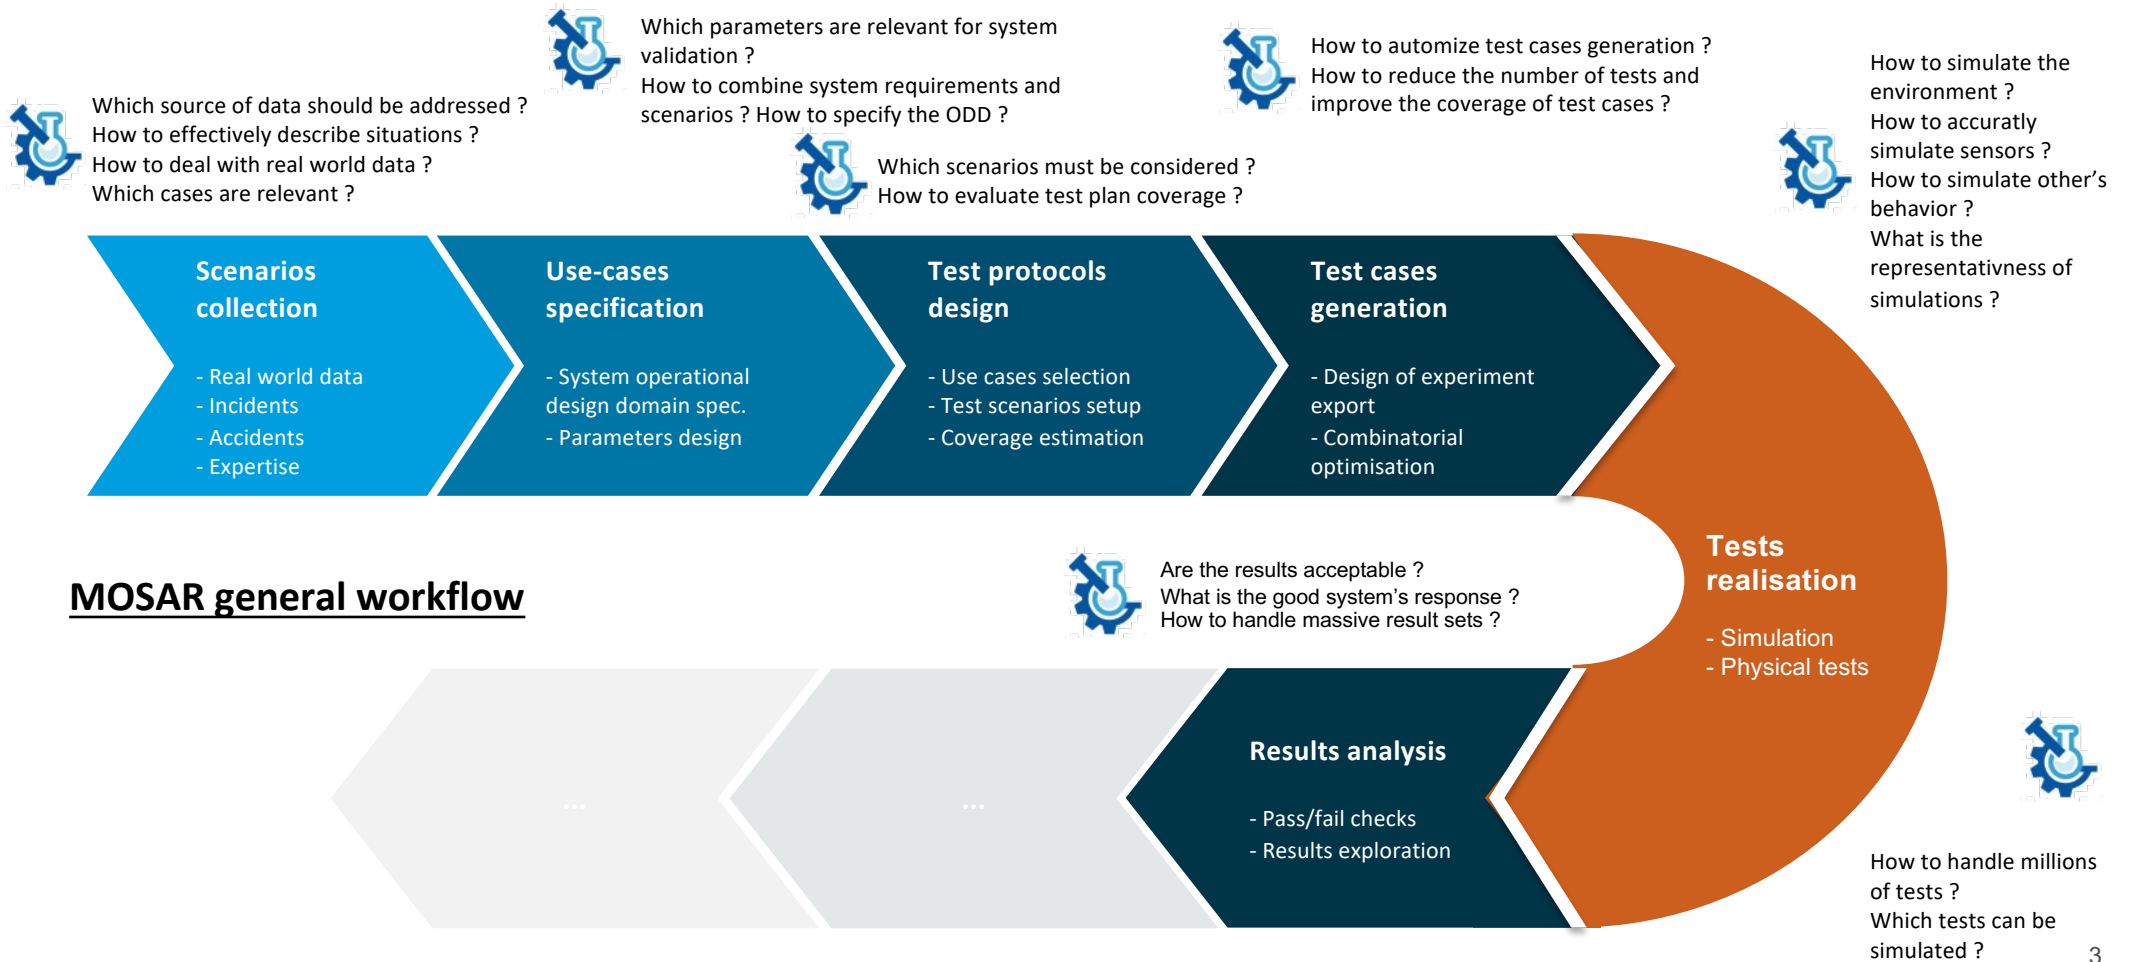 Which source of data should be addressed ?
How to effectively describe situations ?
How to deal with real world data ?
Which cases are relevant ?
Which parameters are relevant for system
validation ?
How to combine system requirements and
scenarios ? How to specify the ODD ?
Which scenarios must be considered ?
How to evaluate test plan coverage ?
How to automize test cases generation ?
How to reduce the number of tests and
improve the coverage of test cases ?
How to simulate the
environment ?
How to accuratly
simulate sensors ?
How to simulate other’s
behavior ?
What is the
representativness of
simulations ?
Scenarios
collection
- Real world data
- Incidents
- Accidents
- Expertise
Use-cases
specification
- System operational
design domain spec.
- Parameters design
Test protocols
design
- Use cases selection
- Test scenarios setup
- Coverage estimation
Test cases
generation
- Design of experiment
export
- Combinatorial
optimisation
Tests
realisation
- Simulation
- Physical tests
MOSAR general workflow
Are the results acceptable ?
What is the good system’s response ?
How to handle massive result sets ?
Results analysis
- Pass/fail checks
- Results exploration
...
...
How to handle millions
of tests ?
Which tests can be
simulated ?
3